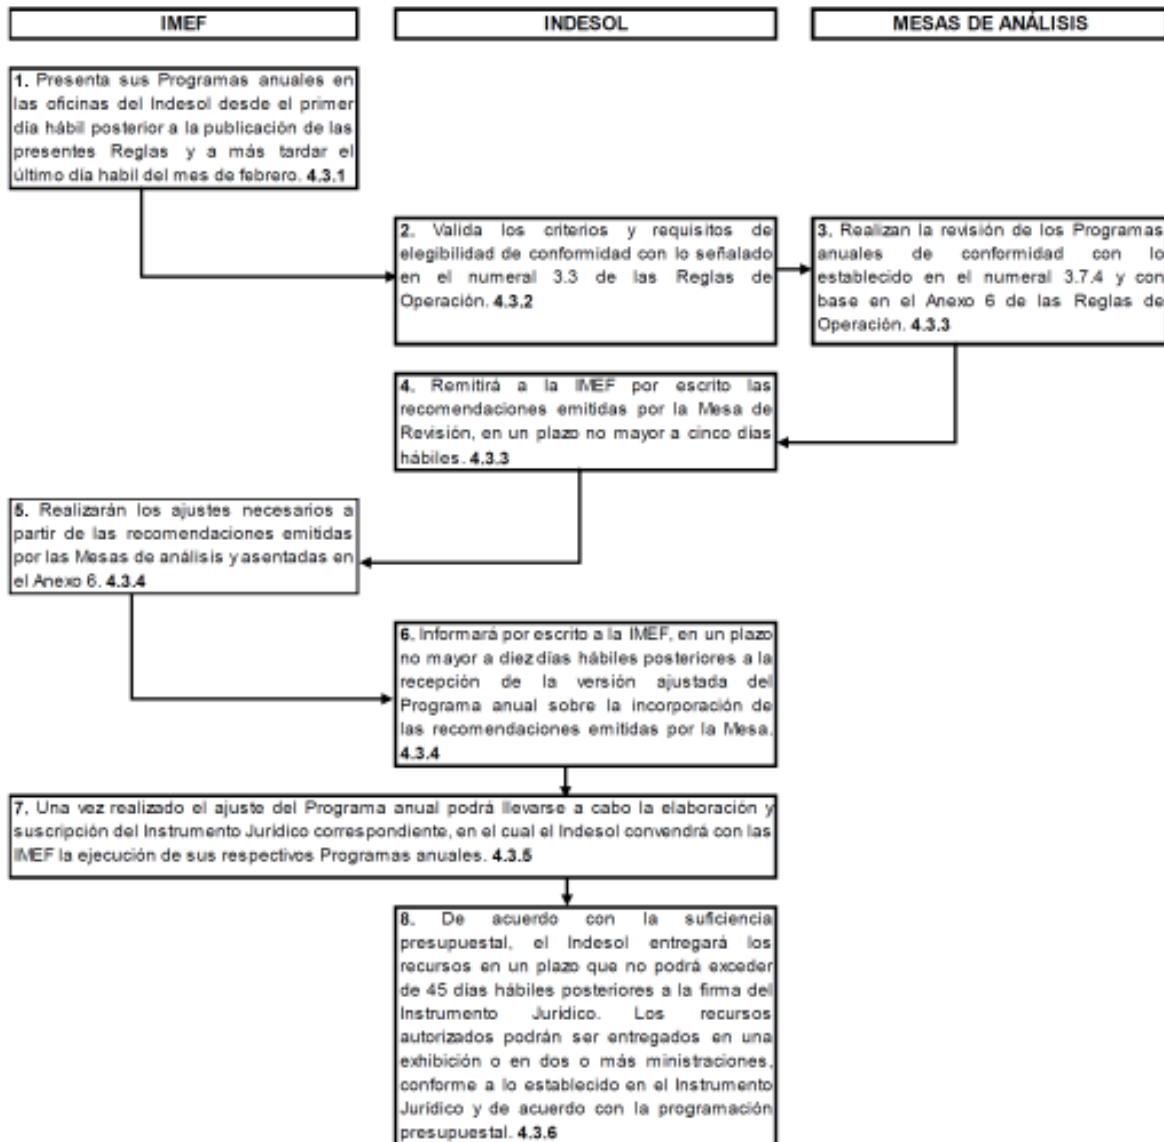 IMEF
INDESOL
MESAS DE ANÁLISIS
1. Presenta sus Programas anuales en
las oficinas del Indesol desde el primer
día hábil posterior a la publicación de las
presentes Reglas y a más tardar el
último día habil del mes de febrero. 4.3.1
2. Valida los criterios y requisitos de
elegibilidad de conformidad con lo señalado
en el numeral 3.3 de las Reglas de
Operación. 4.3.2
3. Realizan la revisión de los Programas
anuales de conformidad con lo
establecido en el numeral 3.7.4 y con
base en el Anexo 6 de las Reglas de
Operación. 4.3.3
4. Remitirá a la IMEF por escrito las
recomendaciones emitidas por la Mesa de
Revisión, en un plazo no mayor a cinco días
hábiles. 4.3.3
5. Realizarán los ajustes necesarios a
partir de las recomendaciones emitidas
por las Mesas de análisis y asentadas en
el Anexo 6. 4.3.4
6. Informará por escrito a la IMEF, en un plazo
no mayor a diez días hábiles posteriores a la
recepción de la versión ajustada del
Programa anual sobre la incorporación de
las recomendaciones emitidas por la Mesa.
4.3.4
7. Una vez realizado el ajuste del Programa anual podrá llevarse a cabo la elaboración y
suscripción del Instrumento Jurídico correspondiente, en el cual el Indesol convendrá con las
IMEF la ejecución de sus respectivos Programas anuales. 4.3.5
8. De acuerdo con la suficiencia
presupuestal, el Indesol entregará los
recursos en un plazo que no podrá exceder
de 45 días hábiles posteriores a la firma del
Instrumento Jurídico. Los recursos
autorizados podrán ser entregados en una
exhibición o en dos o más ministraciones,
conforme a lo establecido en el Instrumento
Jurídico y de acuerdo con la programación
presupuestal. 4.3.6